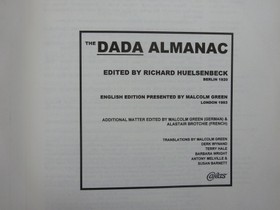 THE DADA ALMANAC
EDITED BY RICHARD HUELSENBECK
BERLIN 1920
ENGLISH EDITION PRESENTED BY MALCOLM GREEN
LONDON 1993
ADDITIONAL MATTER EDITED BY MALCOLM GREEN (GERMAN) &
ALASTAIR BROTCHIE (FRENCH)
TRANSLATIONS BY MALCOLM GREEN
DERK WYNAND
TERRY HALE
BARBARA WRIGHT
ANTONY MELVILLE &
SUSAN BARNETT
@tlas